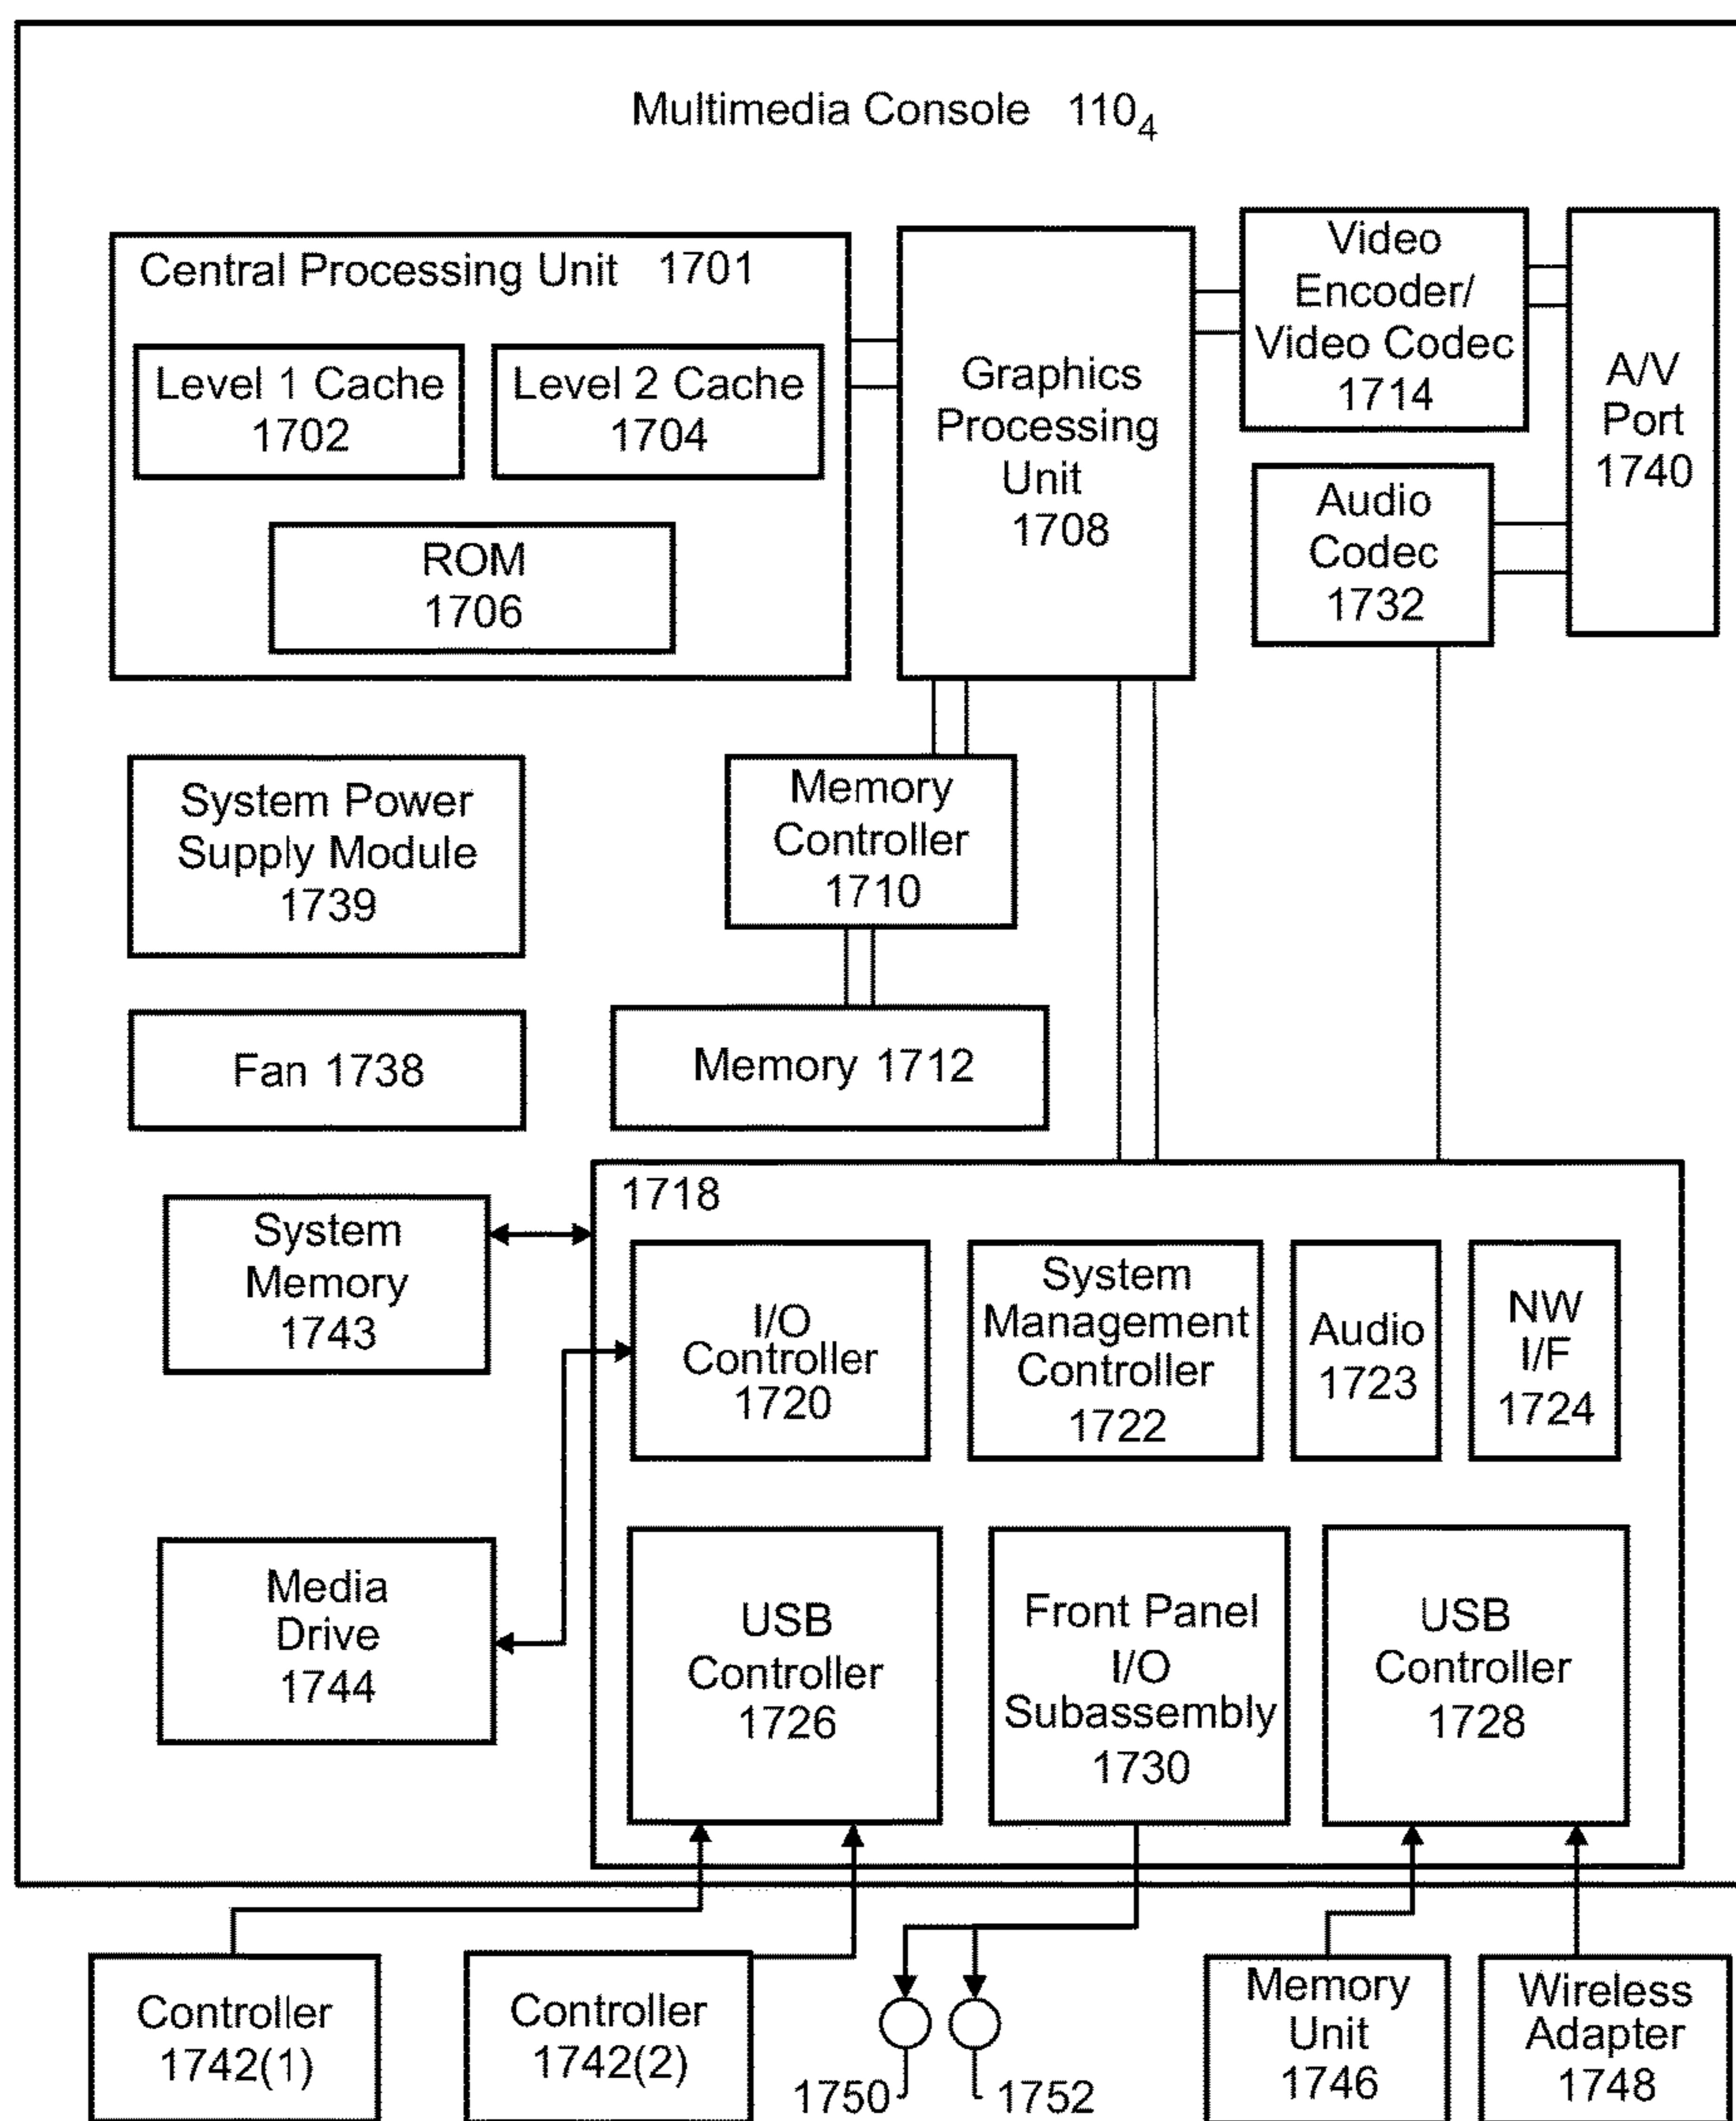 Multimedia Console 110₄
Central Processing Unit 1701
Level 1 Cache
1702
Level 2 Cache
1704
ROM
1706
Graphics
Processing
Unit
1708
Video
Encoder/
Video Codec
1714
A/V
Port
1740
Audio
Codec
1732
System Power
Supply Module
1739
Memory
Controller
1710
Fan 1738
Memory 1712
1718
System
Memory
1743
I/O
Controller
1720
System
Management
Controller
1722
Audio
1723
NW
I/F
1724
Media
Drive
1744
USB
Controller
1726
Front Panel
I/O
Subassembly
1730
USB
Controller
1728
Controller
1742(1)
Controller
1742(2)
1750
1752
Memory
Unit
1746
Wireless
Adapter
1748